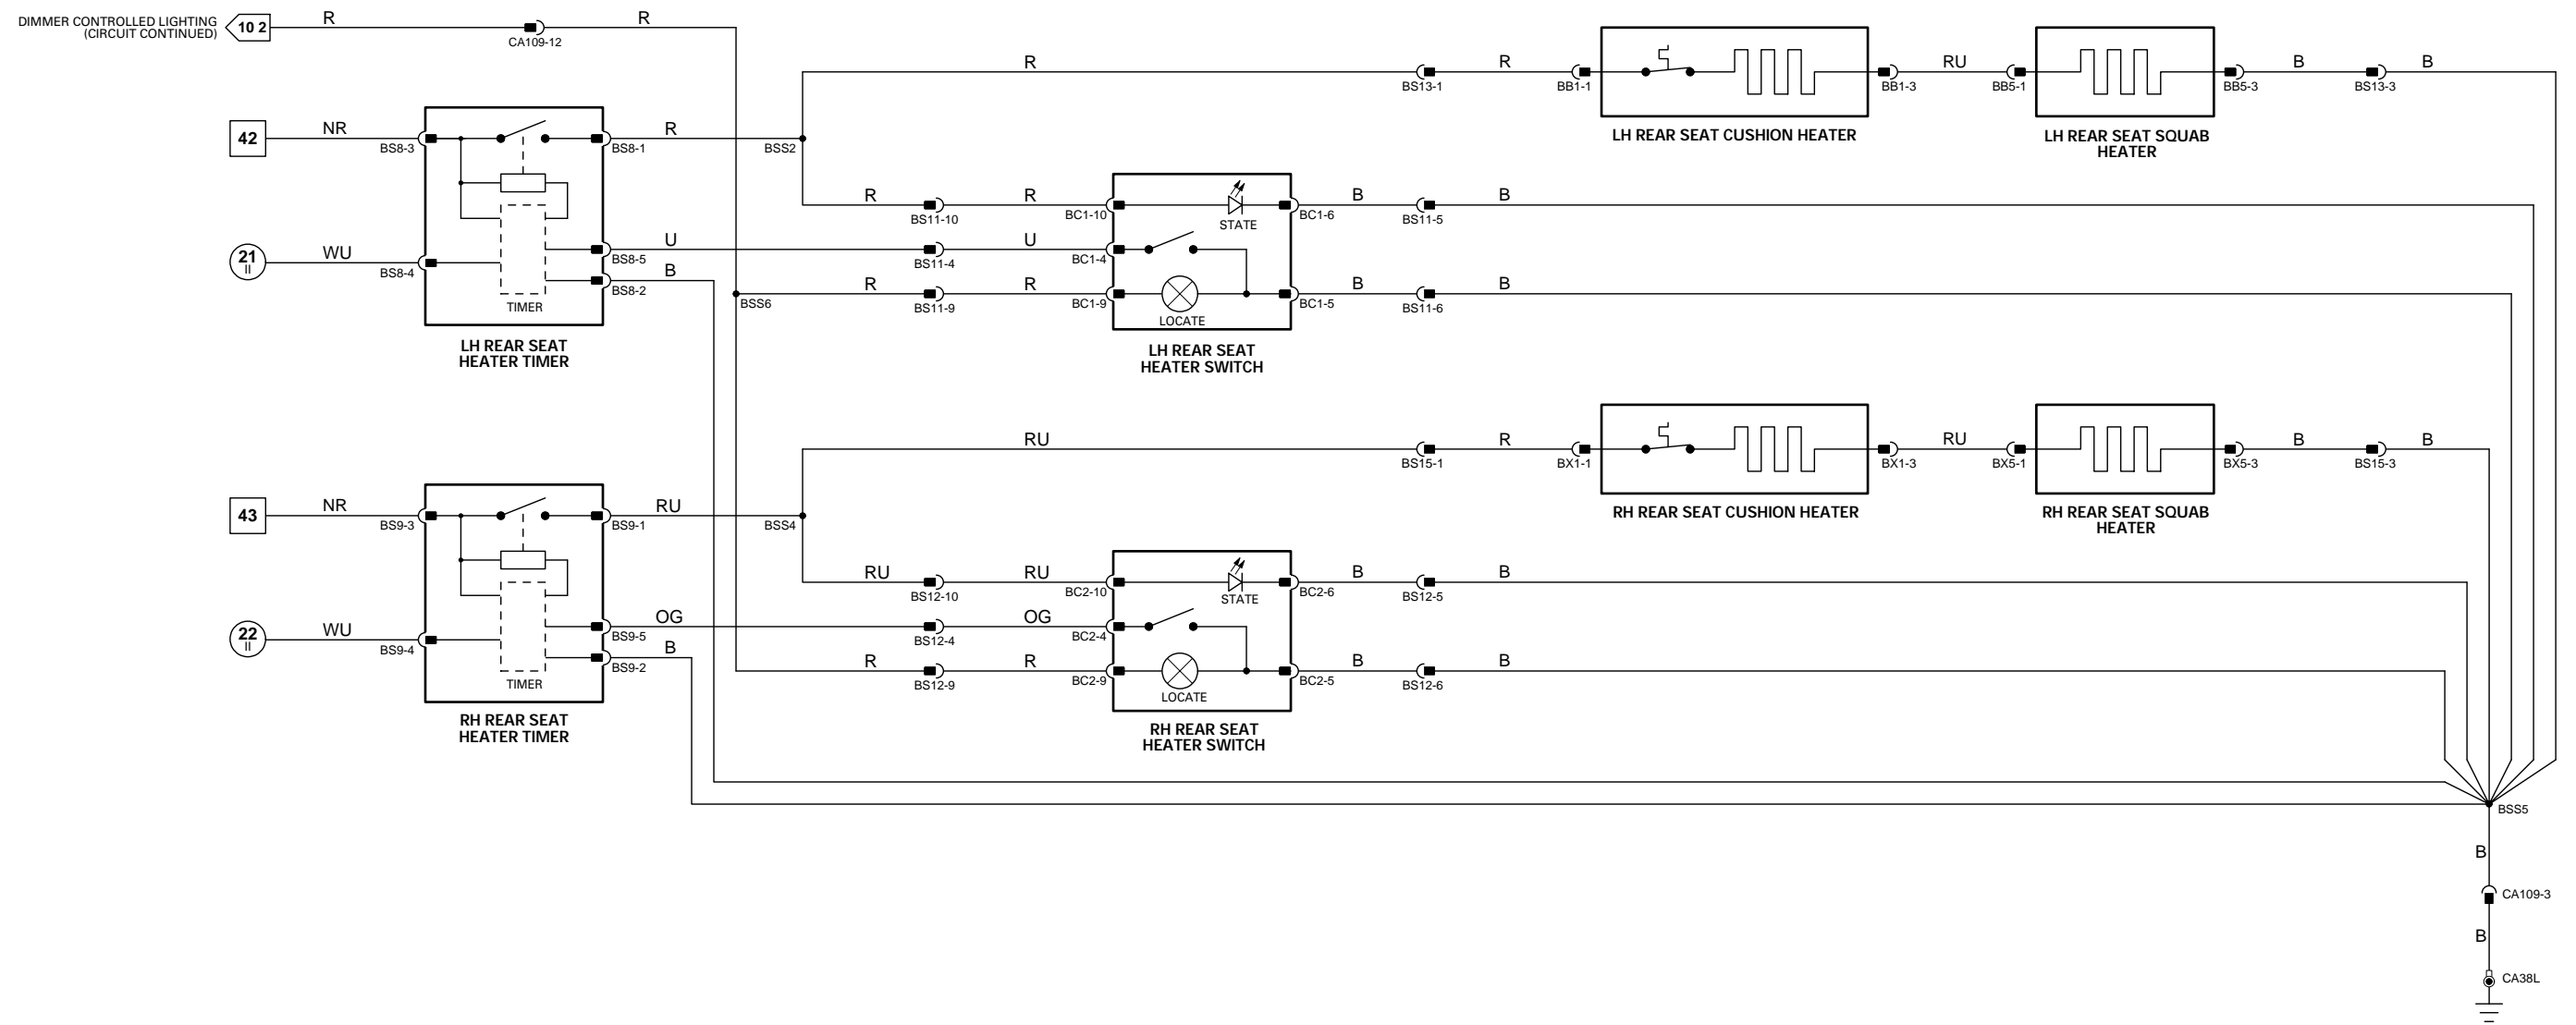 DIMMER CONTROLLED LIGHTING
(CIRCUIT CONTINUED)
10 2
R
CA109-12
R
R
BS13-1
R
BB1-1
BB1-3
RU
BB5-1
BB5-3
B
BS13-3
B
LH REAR SEAT CUSHION HEATER
LH REAR SEAT SQUAB
HEATER
42
NR
BS8-3
BS8-1
R
BSS2
R
BS11-10
R
BC1-10
STATE
BC1-6
B
BS11-5
B
21
II
WU
BS8-4
BS8-5
U
BS11-4
U
BC1-4
BS8-2
B
TIMER
BSS6
R
BS11-9
R
BC1-9
LOCATE
BC1-5
B
BS11-6
B
LH REAR SEAT
HEATER TIMER
LH REAR SEAT
HEATER SWITCH
RU
BS15-1
R
BX1-1
BX1-3
RU
BX5-1
BX5-3
B
BS15-3
B
RH REAR SEAT CUSHION HEATER
RH REAR SEAT SQUAB
HEATER
43
NR
BS9-3
BS9-1
RU
BSS4
RU
BS12-10
RU
BC2-10
STATE
BC2-6
B
BS12-5
B
22
II
WU
BS9-4
BS9-5
OG
BS12-4
OG
BC2-4
BS9-2
B
TIMER
R
BS12-9
R
BC2-9
LOCATE
BC2-5
B
BS12-6
B
RH REAR SEAT
HEATER TIMER
RH REAR SEAT
HEATER SWITCH
BSS5
B
CA109-3
B
CA38L